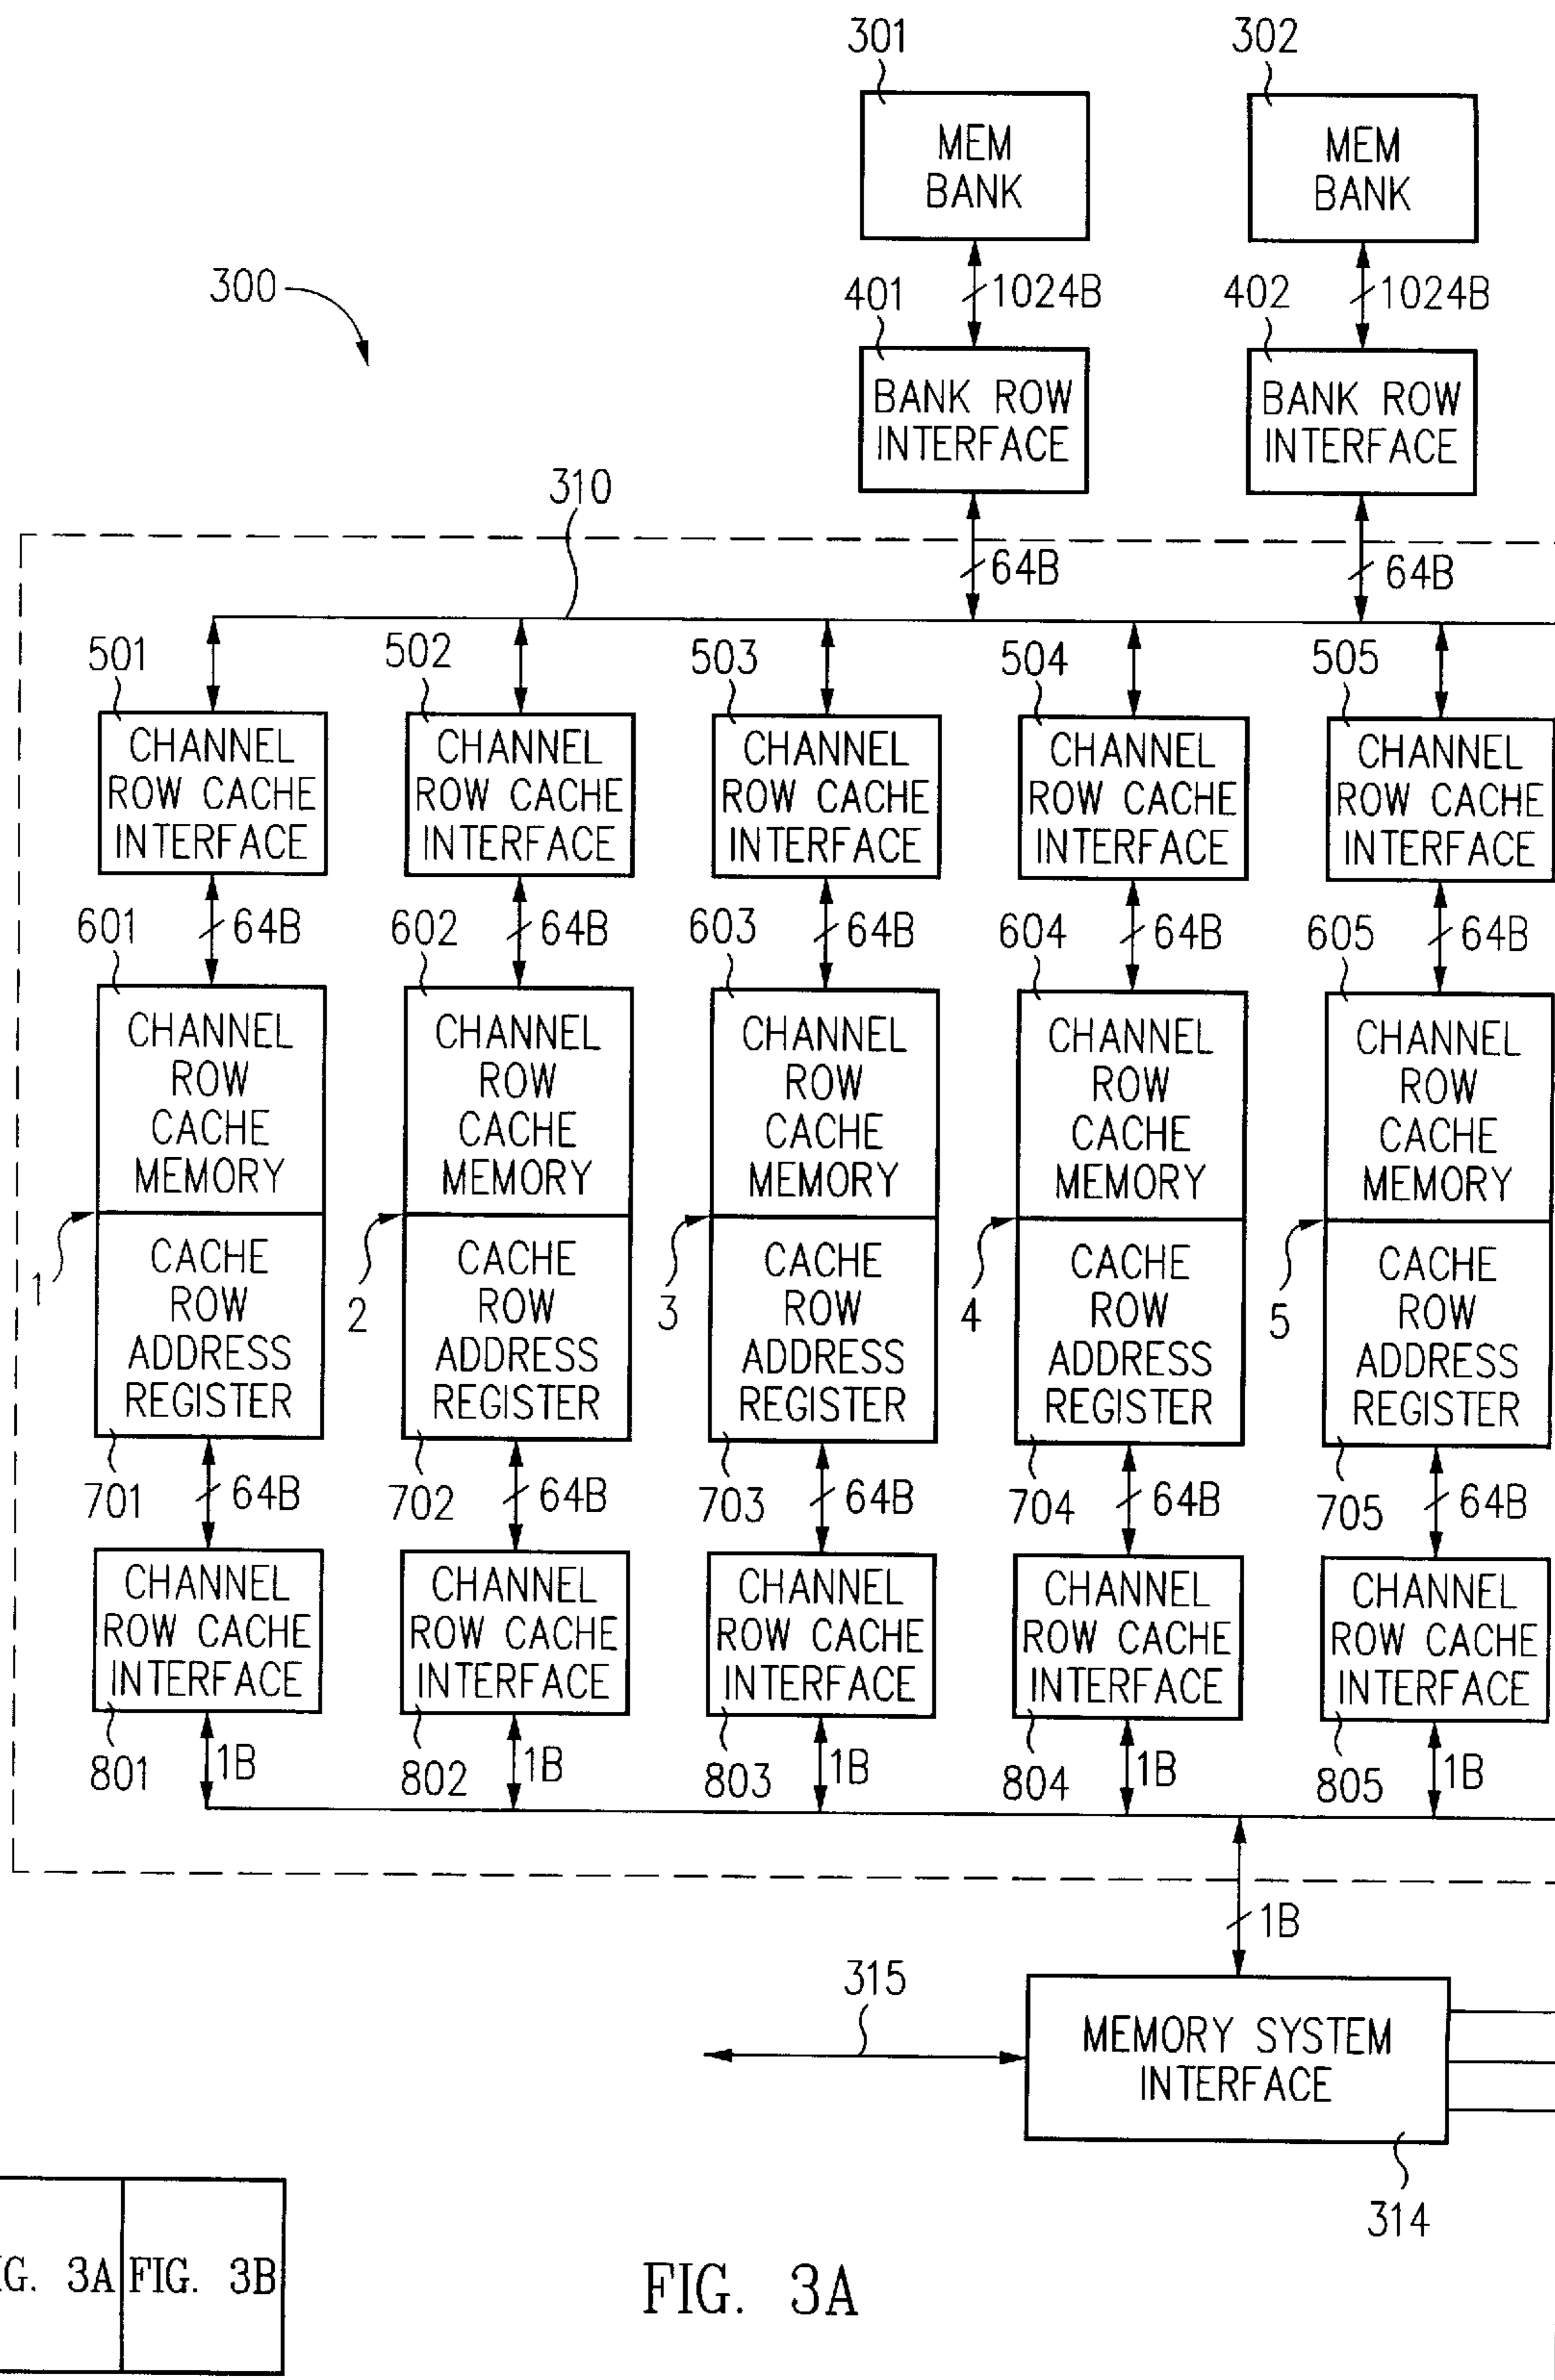 301 302
MEM
BANK
MEM
BANK
300
401 1024B 402 1024B
BANK ROW
INTERFACE
BANK ROW
INTERFACE
310
64B 64B
501 502 503 504 505
CHANNEL
ROW CACHE
INTERFACE
CHANNEL
ROW CACHE
INTERFACE
CHANNEL
ROW CACHE
INTERFACE
CHANNEL
ROW CACHE
INTERFACE
CHANNEL
ROW CACHE
INTERFACE
601 64B 602 64B 603 64B 604 64B 605 64B
CHANNEL
ROW
CACHE
MEMORY
CHANNEL
ROW
CACHE
MEMORY
CHANNEL
ROW
CACHE
MEMORY
CHANNEL
ROW
CACHE
MEMORY
CHANNEL
ROW
CACHE
MEMORY
1 2 3 4 5
CACHE
ROW
ADDRESS
REGISTER
CACHE
ROW
ADDRESS
REGISTER
CACHE
ROW
ADDRESS
REGISTER
CACHE
ROW
ADDRESS
REGISTER
CACHE
ROW
ADDRESS
REGISTER
701 64B 702 64B 703 64B 704 64B 705 64B
CHANNEL
ROW CACHE
INTERFACE
CHANNEL
ROW CACHE
INTERFACE
CHANNEL
ROW CACHE
INTERFACE
CHANNEL
ROW CACHE
INTERFACE
CHANNEL
ROW CACHE
INTERFACE
801 1B 802 1B 803 1B 804 1B 805 1B
1B
315
MEMORY SYSTEM
INTERFACE
314
G. 3A FIG. 3B
FIG. 3A